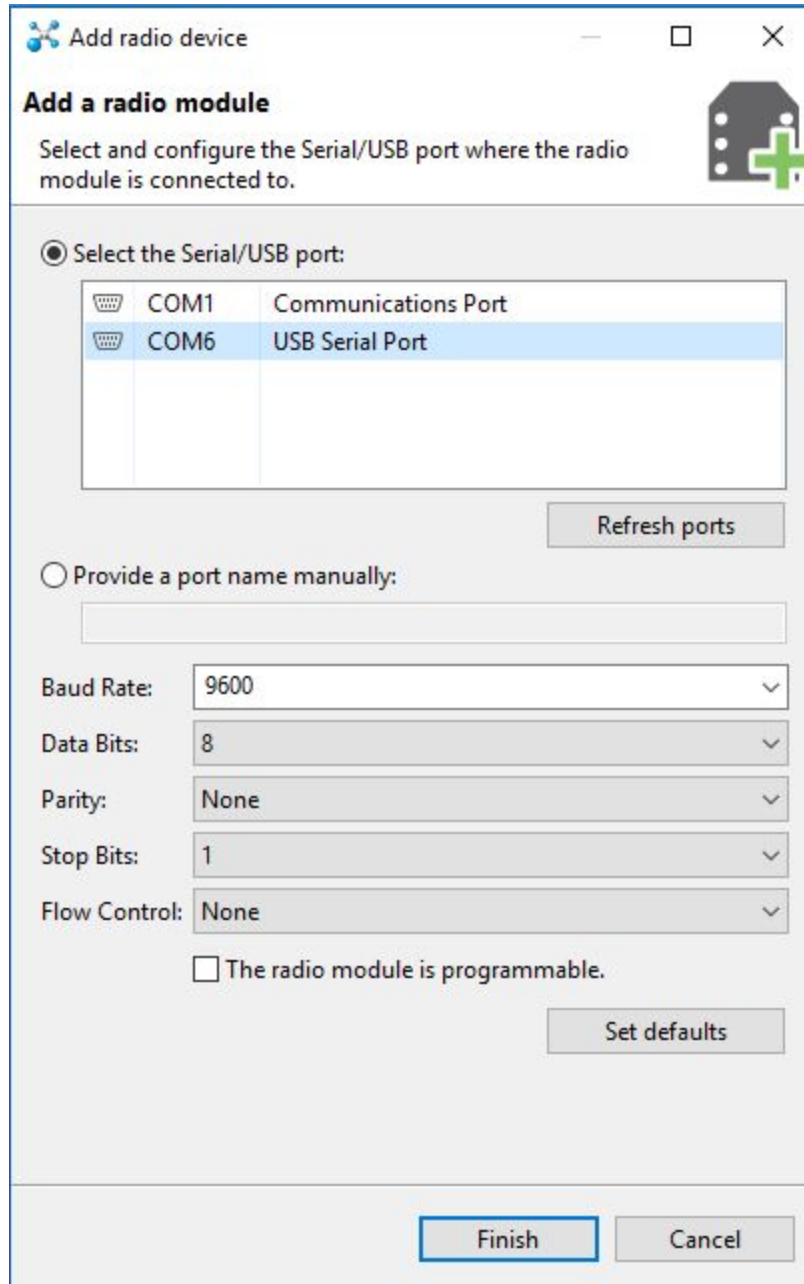 Add radio device
Add a radio module
Select and configure the Serial/USB port where the radio
module is connected to.
Select the Serial/USB port:
COM1 Communications Port
COM6 USB Serial Port
Refresh ports
Provide a port name manually:
Baud Rate: 9600
Data Bits: 8
Parity: None
Stop Bits: 1
Flow Control: None
The radio module is programmable.
Set defaults
Finish Cancel